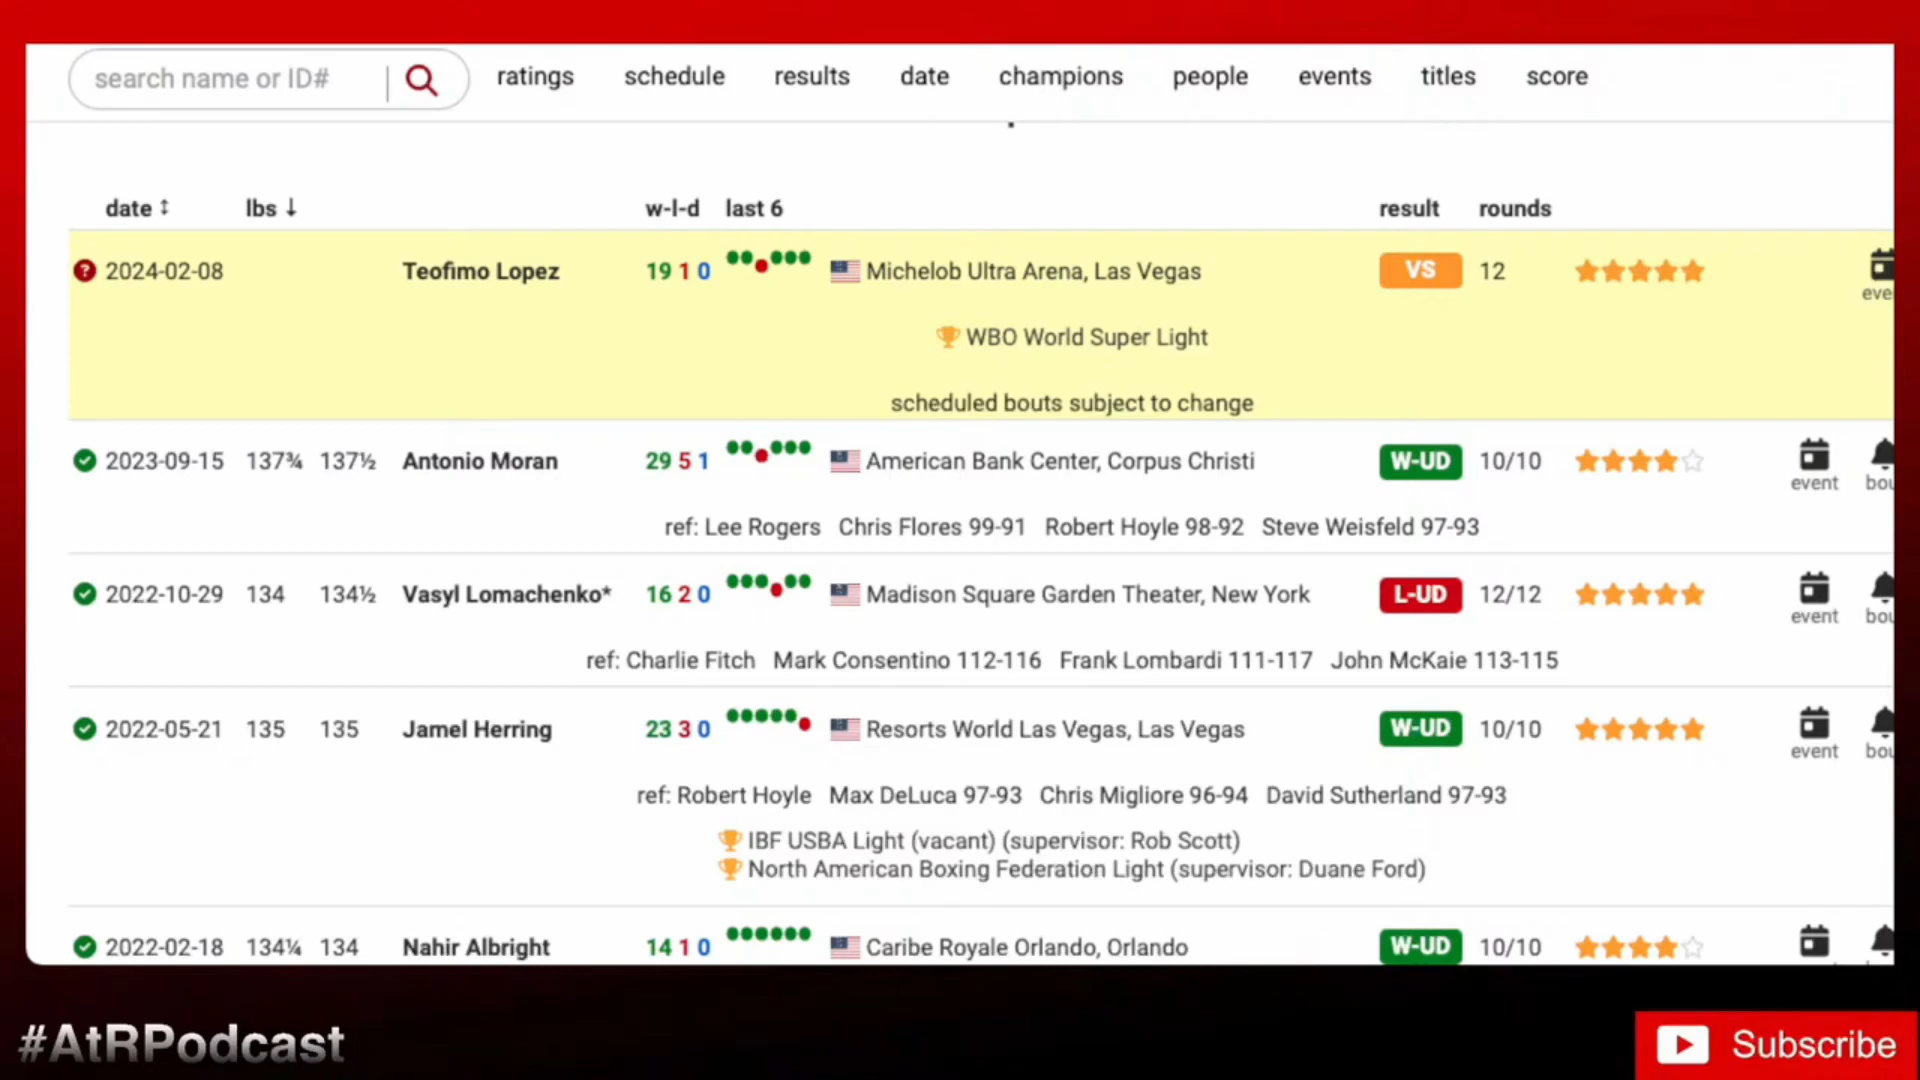 search name or ID# ratings schedule results date champions people events titles score
date lbs w-l-d last 6 result rounds
2024-02-08 Teofimo Lopez 19 1 0 Michelob Ultra Arena, Las Vegas VS 12
eve
WBO World Super Light
scheduled bouts subject to change
2023-09-15 137¾ 137½ Antonio Moran 29 5 1 American Bank Center, Corpus Christi W-UD 10/10
event bou
ref: Lee Rogers Chris Flores 99-91 Robert Hoyle 98-92 Steve Weisfeld 97-93
2022-10-29 134 134½ Vasyl Lomachenko* 16 2 0 Madison Square Garden Theater, New York L-UD 12/12
event bou
ref: Charlie Fitch Mark Consentino 112-116 Frank Lombardi 111-117 John McKaie 113-115
2022-05-21 135 135 Jamel Herring 23 3 0 Resorts World Las Vegas, Las Vegas W-UD 10/10
event bou
ref: Robert Hoyle Max DeLuca 97-93 Chris Migliore 96-94 David Sutherland 97-93
IBF USBA Light (vacant) (supervisor: Rob Scott)
North American Boxing Federation Light (supervisor: Duane Ford)
2022-02-18 134¼ 134 Nahir Albright 14 1 0 Caribe Royale Orlando, Orlando W-UD 10/10
#AtRPodcast
Subscribe